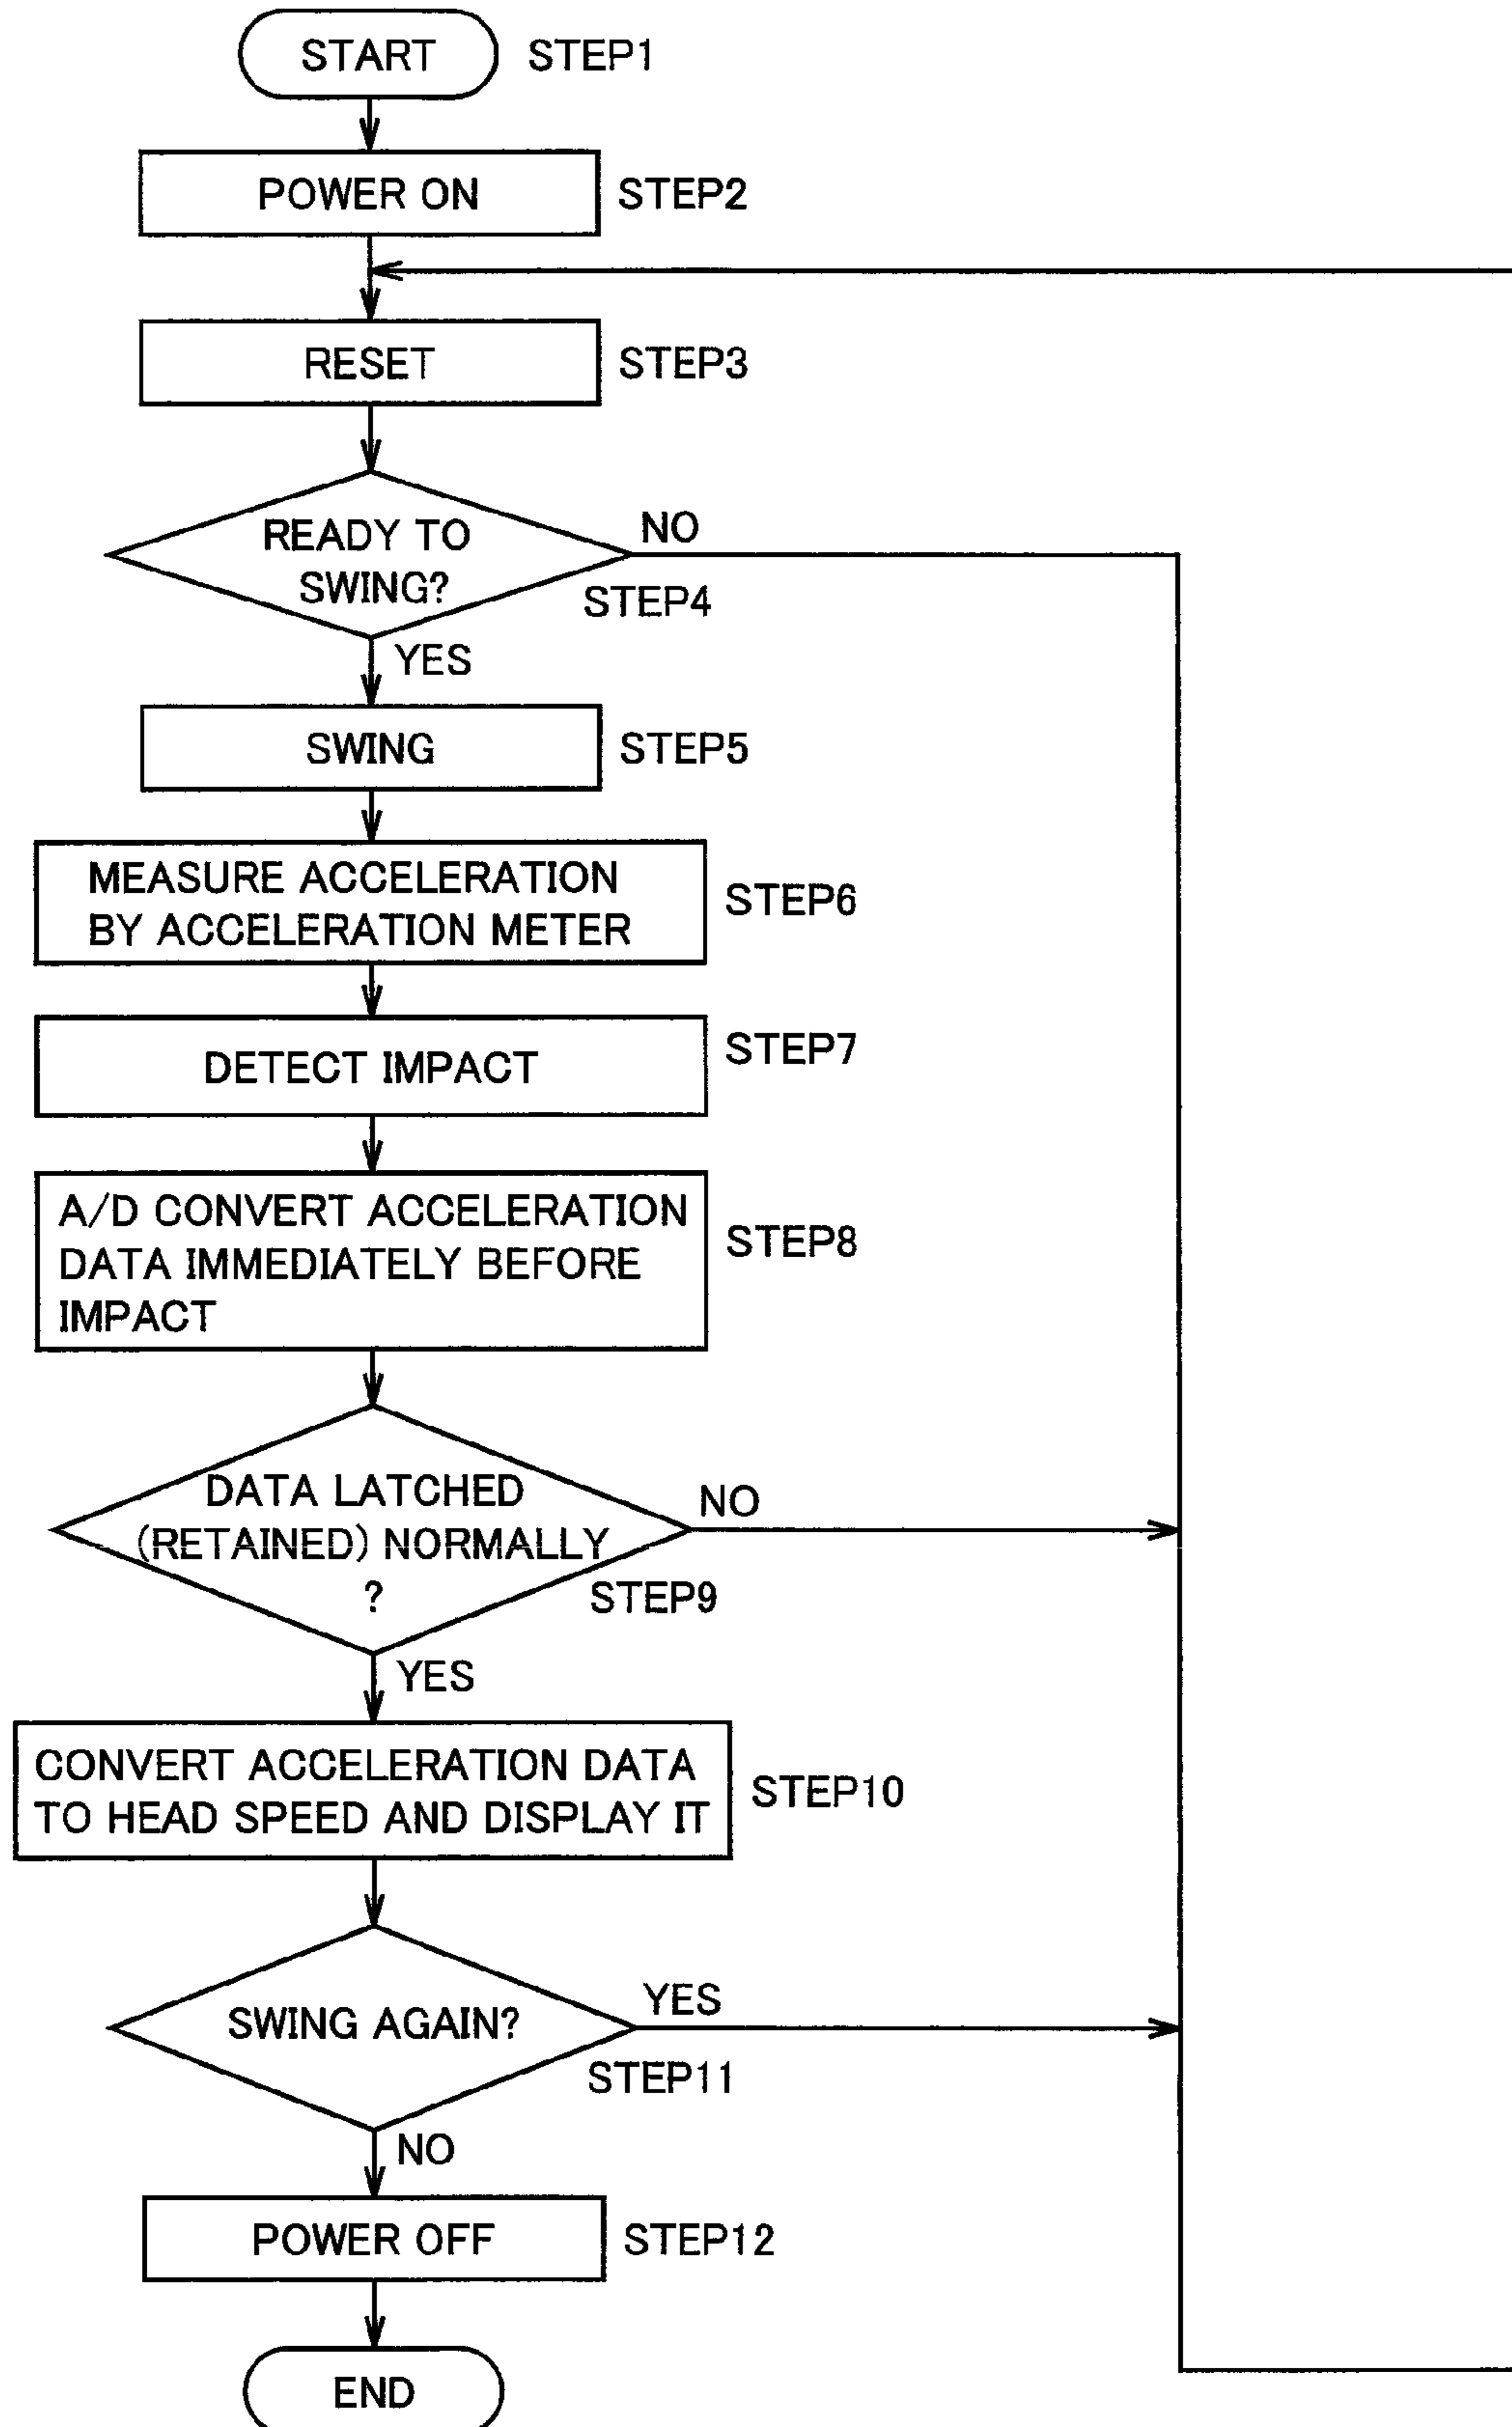 START
STEP1
POWER ON
STEP2
RESET
STEP3
READY TO
SWING?
NO
STEP4
YES
SWING
STEP5
MEASURE ACCELERATION
BY ACCELERATION METER
STEP6
DETECT IMPACT
STEP7
A/D CONVERT ACCELERATION
DATA IMMEDIATELY BEFORE
IMPACT
STEP8
DATA LATCHED
(RETAINED) NORMALLY
?
NO
STEP9
YES
CONVERT ACCELERATION DATA
TO HEAD SPEED AND DISPLAY IT
STEP10
SWING AGAIN?
YES
STEP11
NO
POWER OFF
STEP12
END